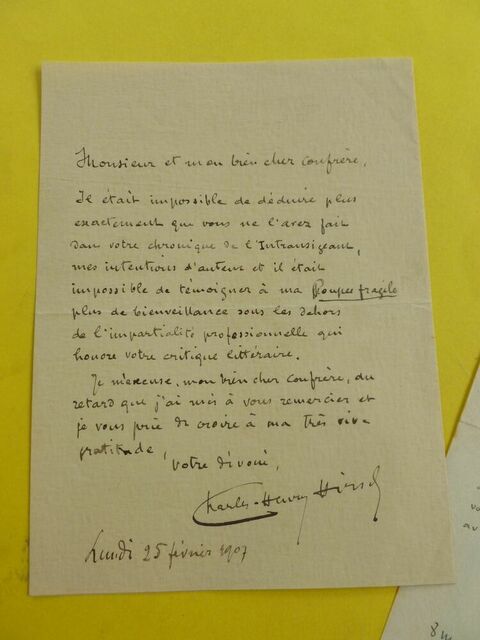 Monsieur et mon bien cher confrère,
Il était impossible de déduire plus
exactement que vous ne l'avez fait
dans votre chronique de l'Intransigeant,
mes intentions d'auteur et il était
impossible de témoigner à ma Poupée fragile
plus de bienveillance sous les dehors
de l'impartialité professionnelle qui
honore votre critique littéraire.
Je m'excuse, mon bien cher confrère, du
retard que j'ai mis à vous remercier et
je vous prie de croire à ma très vive
gratitude,
votre dévoué,
Charles-Henry Hirsch
Lundi 25 février 1907
vo
av
8 m